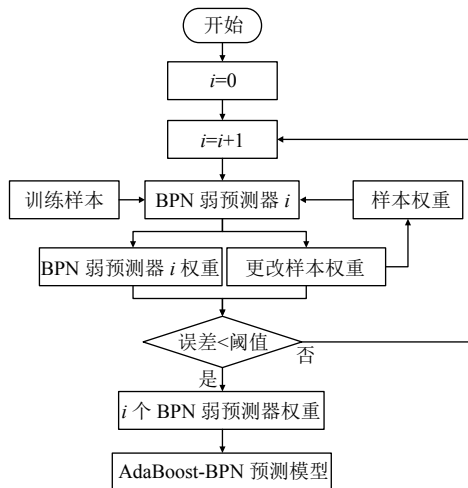 开始
i=0
i=i+1
训练样本
BPN 弱预测器 i
样本权重
BPN 弱预测器 i 权重
更改样本权重
误差<阈值
否
是
i 个 BPN 弱预测器权重
AdaBoost-BPN 预测模型